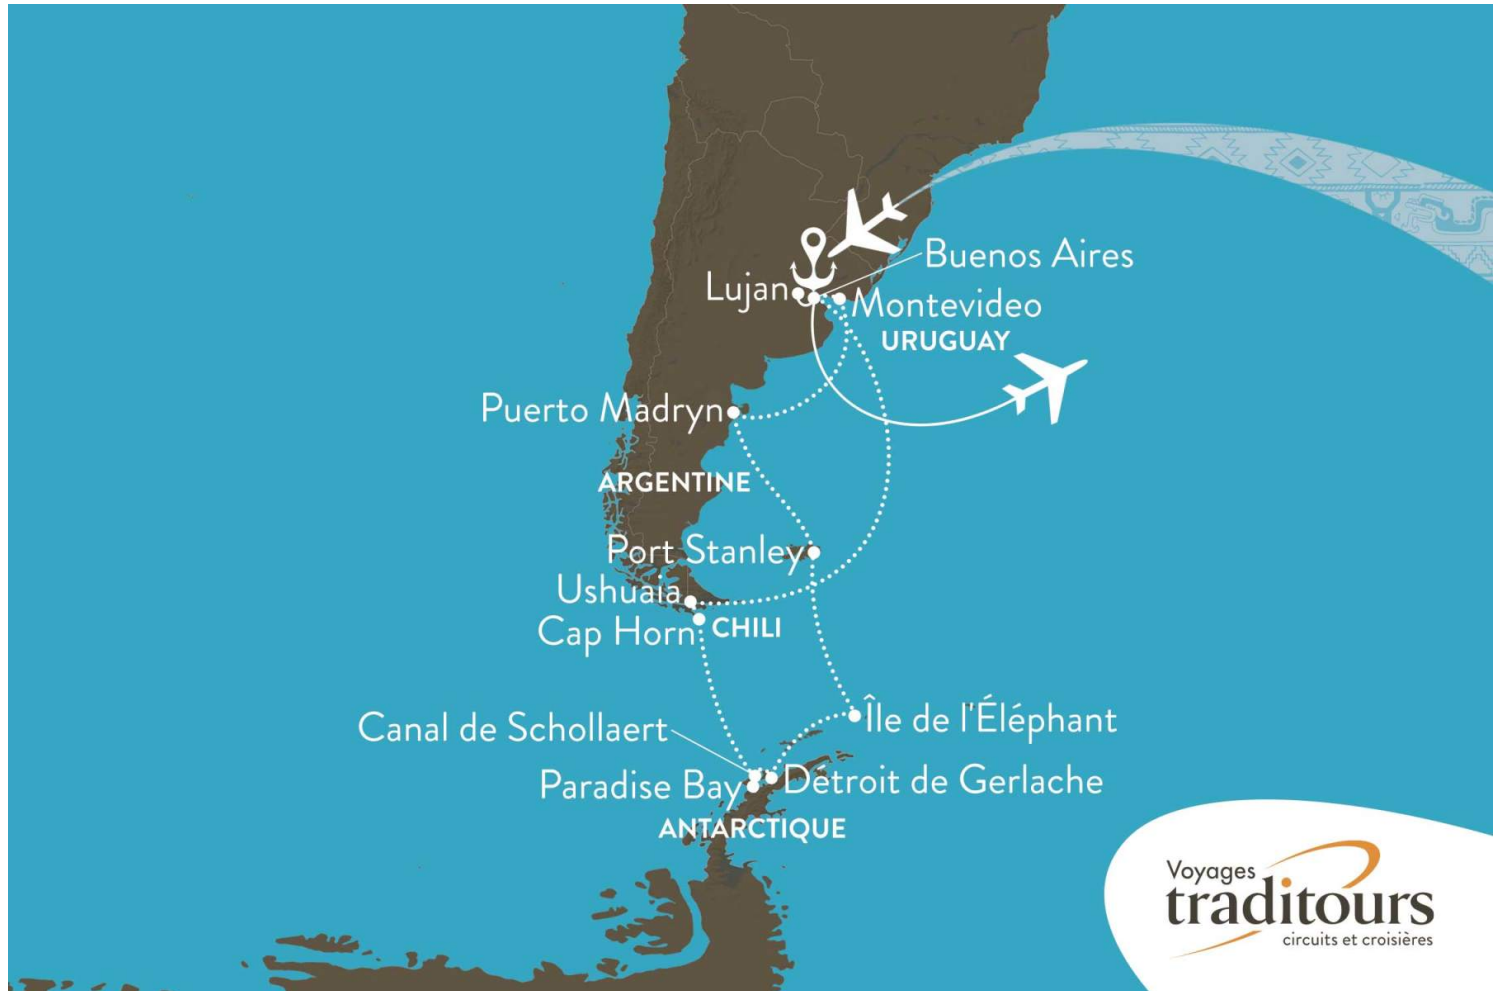 Buenos Aires
Lujan
Montevideo
URUGUAY
Puerto Madryn
ARGENTINE
Port Stanley
Ushuaia
Cap Horn
CHILI
Île de l'Éléphant
Canal de Schollaert
Paradise Bay
Détroit de Gerlache
ANTARCTIQUE
Voyages
traditours
circuits et croisières